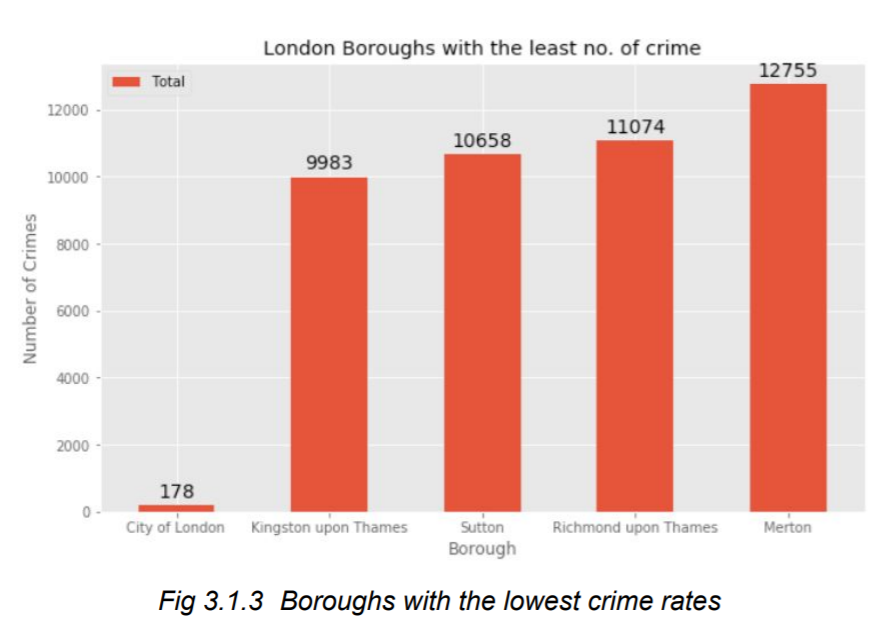 London Boroughs with the least no. of crime
Total
12755
11074
10658
9983
178
12000
10000
8000
6000
4000
2000
0
Number of Crimes
City of London
Kingston upon Thames
Sutton
Richmond upon Thames
Merton
Borough
Fig 3.1.3 Boroughs with the lowest crime rates